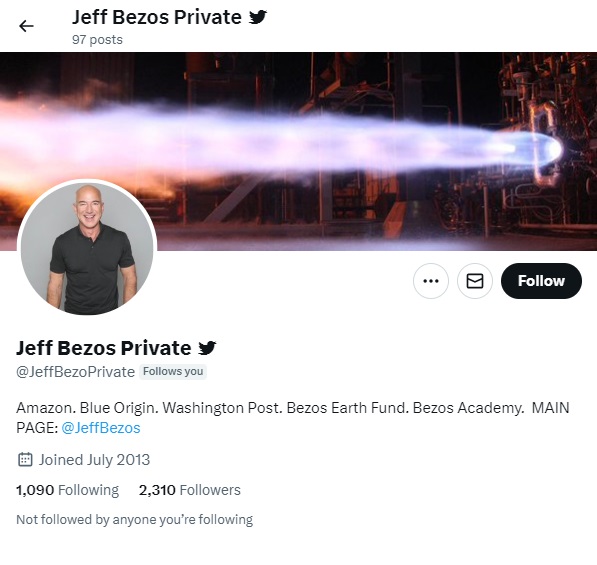 Jeff Bezos Private
97 posts
Follow
Jeff Bezos Private
@JeffBezoPrivate Follows you
Amazon. Blue Origin. Washington Post. Bezos Earth Fund. Bezos Academy. MAIN
PAGE: @JeffBezos
Joined July 2013
1,090 Following 2,310 Followers
Not followed by anyone you’re following